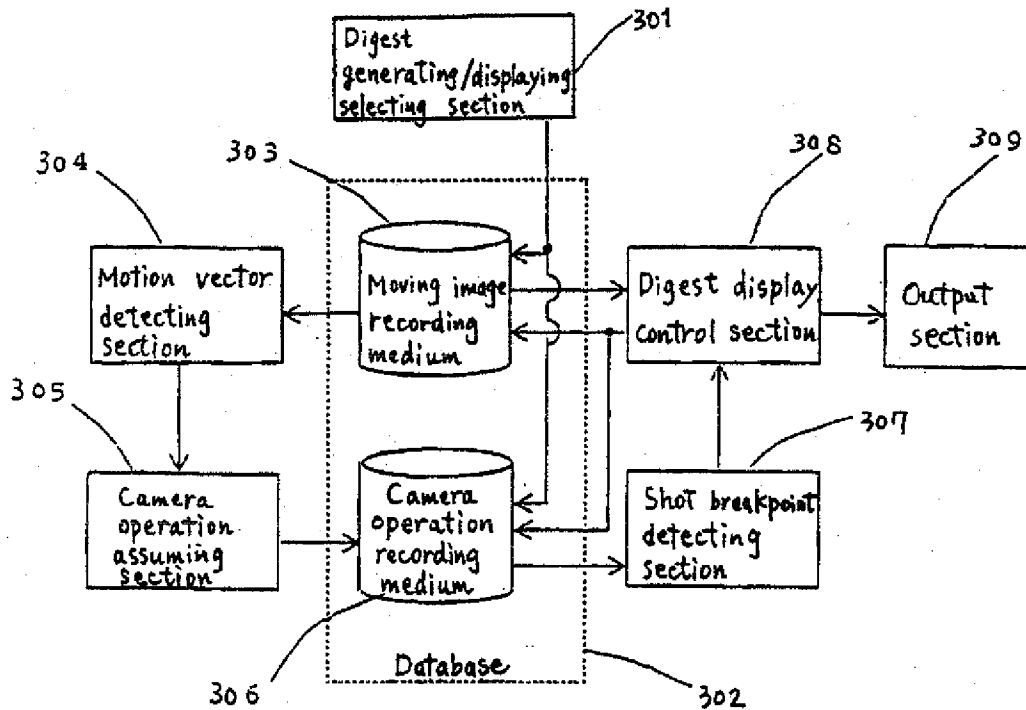 301
Digest
generating/displaying
selecting section
304
303
308
309
Motion vector
detecting
section
Moving image
recording
medium
Digest display
control section
Output
section
305
307
Camera
operation
assuming
section
Camera
operation
recording
medium
Shot breakpoint
detecting
section
Database
306
302